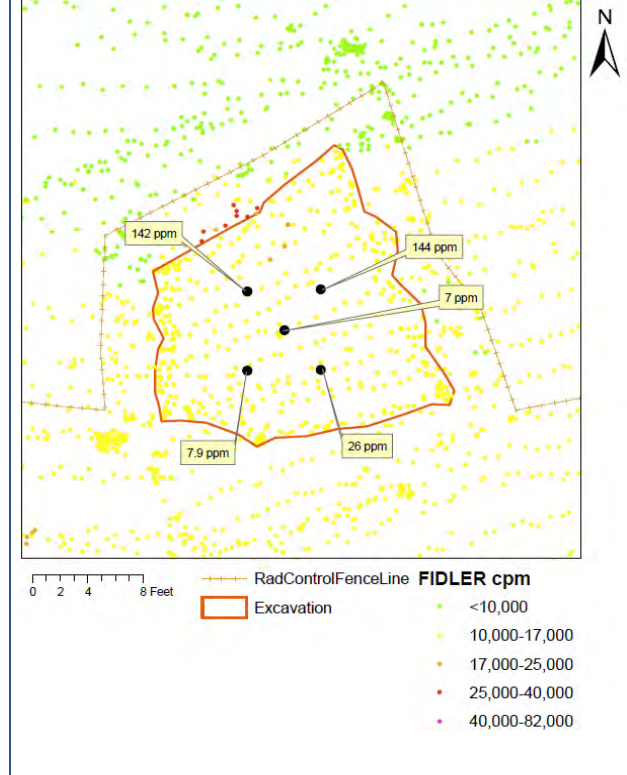 N
142 ppm
144 ppm
7 ppm
7.9 ppm
26 ppm
0 2 4 8 Feet
RadControlFenceLine
Excavation
FIDLER cpm
<10,000
10,000-17,000
17,000-25,000
25,000-40,000
40,000-82,000